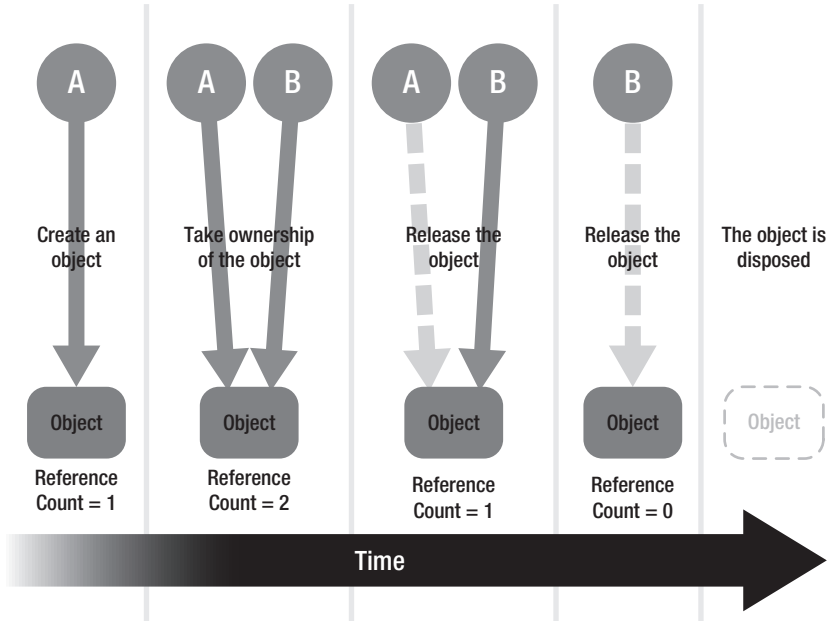 A
A B
A B
B
Create an
object
Take ownership
of the object
Release the
object
Release the
object
The object is
disposed
Object
Object
Object
Object
Object
Reference
Count = 1
Reference
Count = 2
Reference
Count = 1
Reference
Count = 0
Time